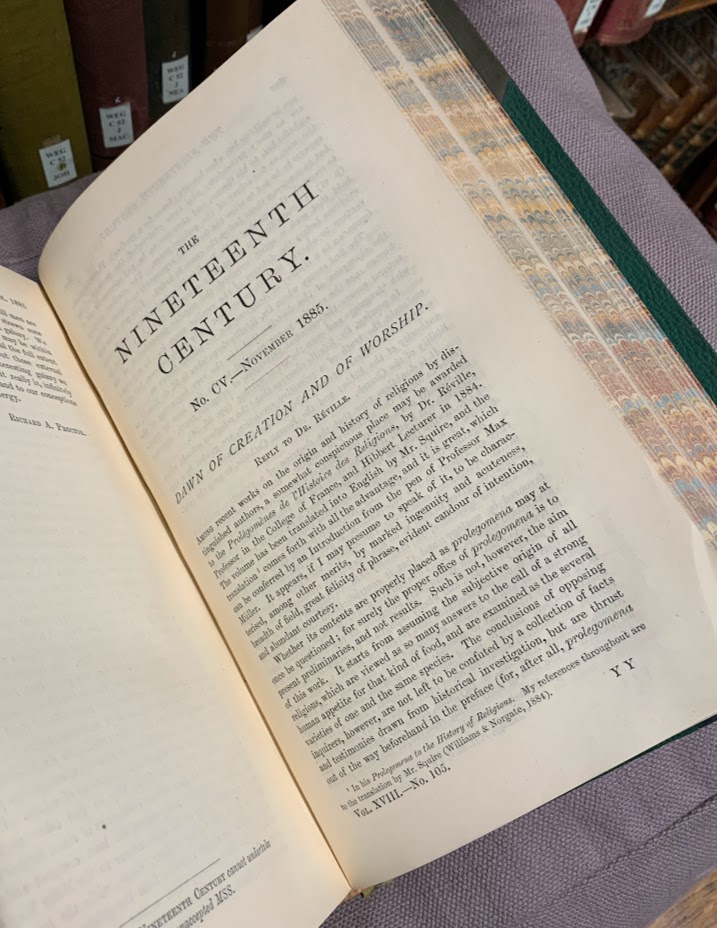 WEG
C 52
JOH
WEG
C 52
J
MAC
WEG
C 52
J
NEA
1885
RICHARD A. PROCTOR.
NINETEENTH CENTURY cannot undertake
unaccepted MSS.
THE
NINETEENTH
CENTURY.
No. CV.—NOVEMBER 1885.
DAWN OF CREATION AND OF WORSHIP.
REPLY TO DR. RÉVILLE.
AMONG recent works on the origin and history of religions by dis-
tinguished authors, a somewhat conspicuous place may be awarded
to the Prolégomènes de l'Histoire des Religions, by Dr. Réville,
Professor in the College of France, and Hibbert Lecturer in 1884.
The volume has been translated into English by Mr. Squire, and the
translation¹ comes forth with all the advantage, and it is great, which
can be conferred by an Introduction from the pen of Professor Max
Müller. It appears, if I may presume to speak of it, to be charac-
terised, among other merits, by marked ingenuity and acuteness,
breadth of field, great felicity of phrase, evident candour of intention,
and abundant courtesy.
Whether its contents are properly placed as prolegomena may at
once be questioned; for surely the proper office of prolegomena is to
present preliminaries, and not results. Such is not, however, the aim
of this work. It starts from assuming the subjective origin of all
religions, which are viewed as so many answers to the call of a strong
human appetite for that kind of food, and are examined as the several
varieties of one and the same species. The conclusions of opposing
inquirers, however, are not left to be confuted by a collection of facts
and testimonies drawn from historical investigation, but are thrust
out of the way beforehand in the preface (for, after all, prolegomena
¹ In his Prolegomena to the History of Religions. My references throughout are
to the translation by Mr. Squire (Williams & Norgate, 1884).
VOL. XVIII.—No. 105.
Y Y